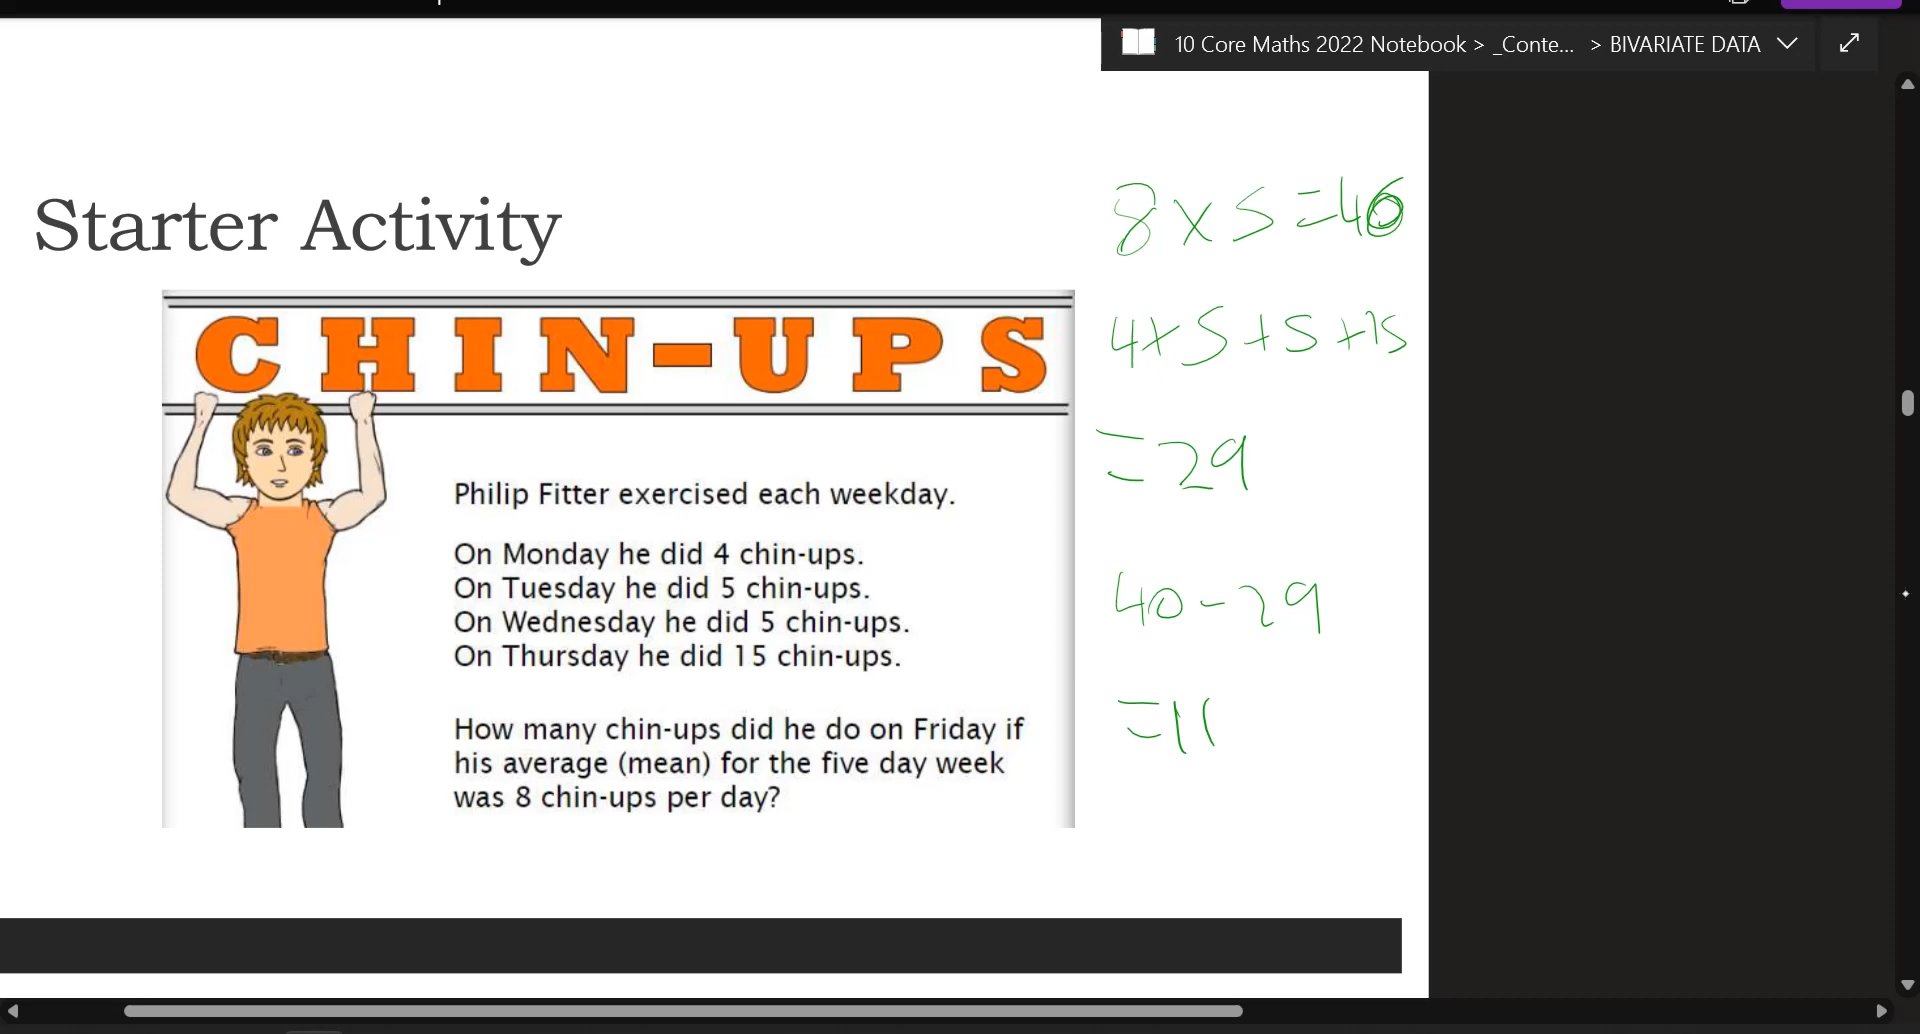 10 Core Maths 2022 Notebook > _Conte... > BIVARIATE DATA
Starter Activity
CHIN-UPS
Philip Fitter exercised each weekday.
On Monday he did 4 chin-ups.
On Tuesday he did 5 chin-ups.
On Wednesday he did 5 chin-ups.
On Thursday he did 15 chin-ups.
How many chin-ups did he do on Friday if
his average (mean) for the five day week
was 8 chin-ups per day?
8 x 5 = 40
4 + 5 + 5 + 15
= 29
40 - 29
= 11